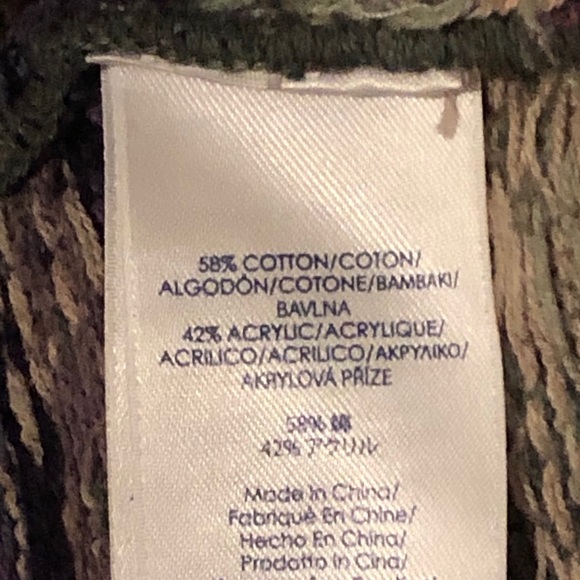 58% COTTON/COTON/
ALGODÓN/COTONE/BAMBAKI/
BAVLNA
42% ACRYLIC/ACRYLIQUE/
ACRILICO/ACRILICO/ΑΚΡΥΛΙΚΟ/
AKRYLOVÁ PŘÍZE
58% 綿
42% アクリル
Made In China/
Fabriqué En Chine/
Hecho En China/
Prodotto In Cina/